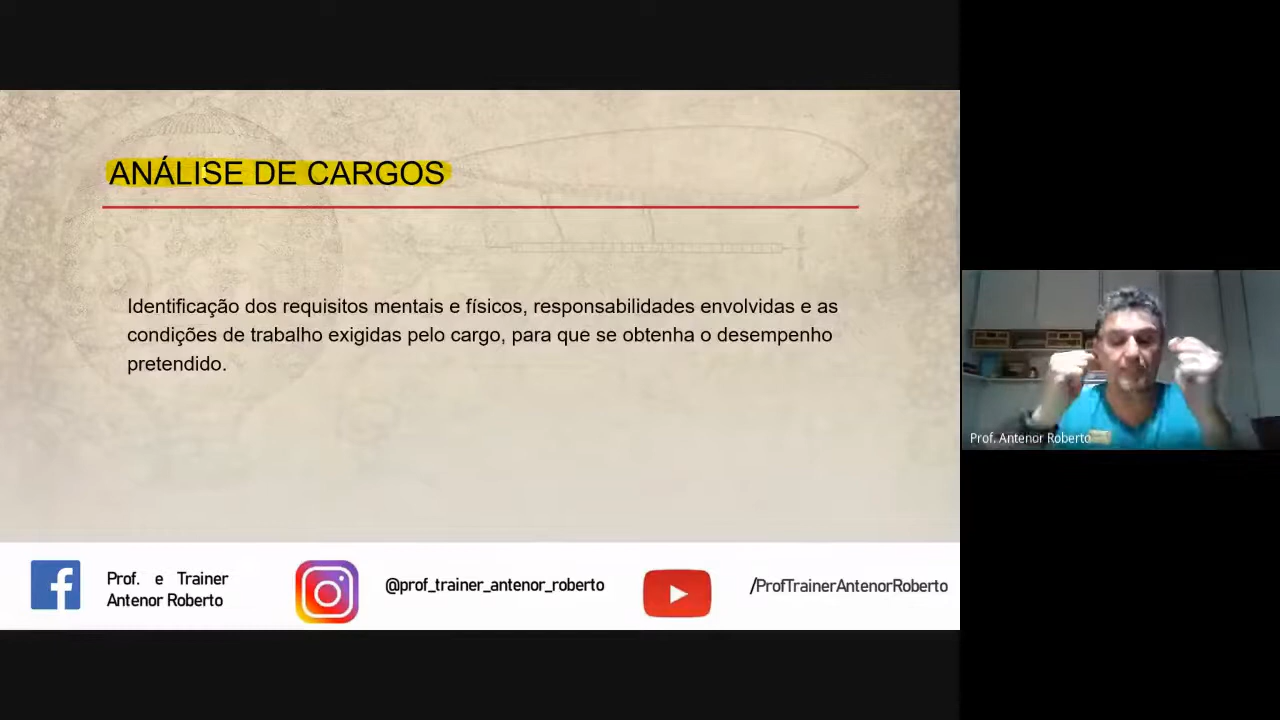 ANÁLISE DE CARGOS
Identificação dos requisitos mentais e físicos, responsabilidades envolvidas e as
condições de trabalho exigidas pelo cargo, para que se obtenha o desempenho
pretendido.
Prof. e Trainer
Antenor Roberto
@prof_trainer_antenor_roberto
/ProfTrainerAntenorRoberto
Prof. Antenor Roberto